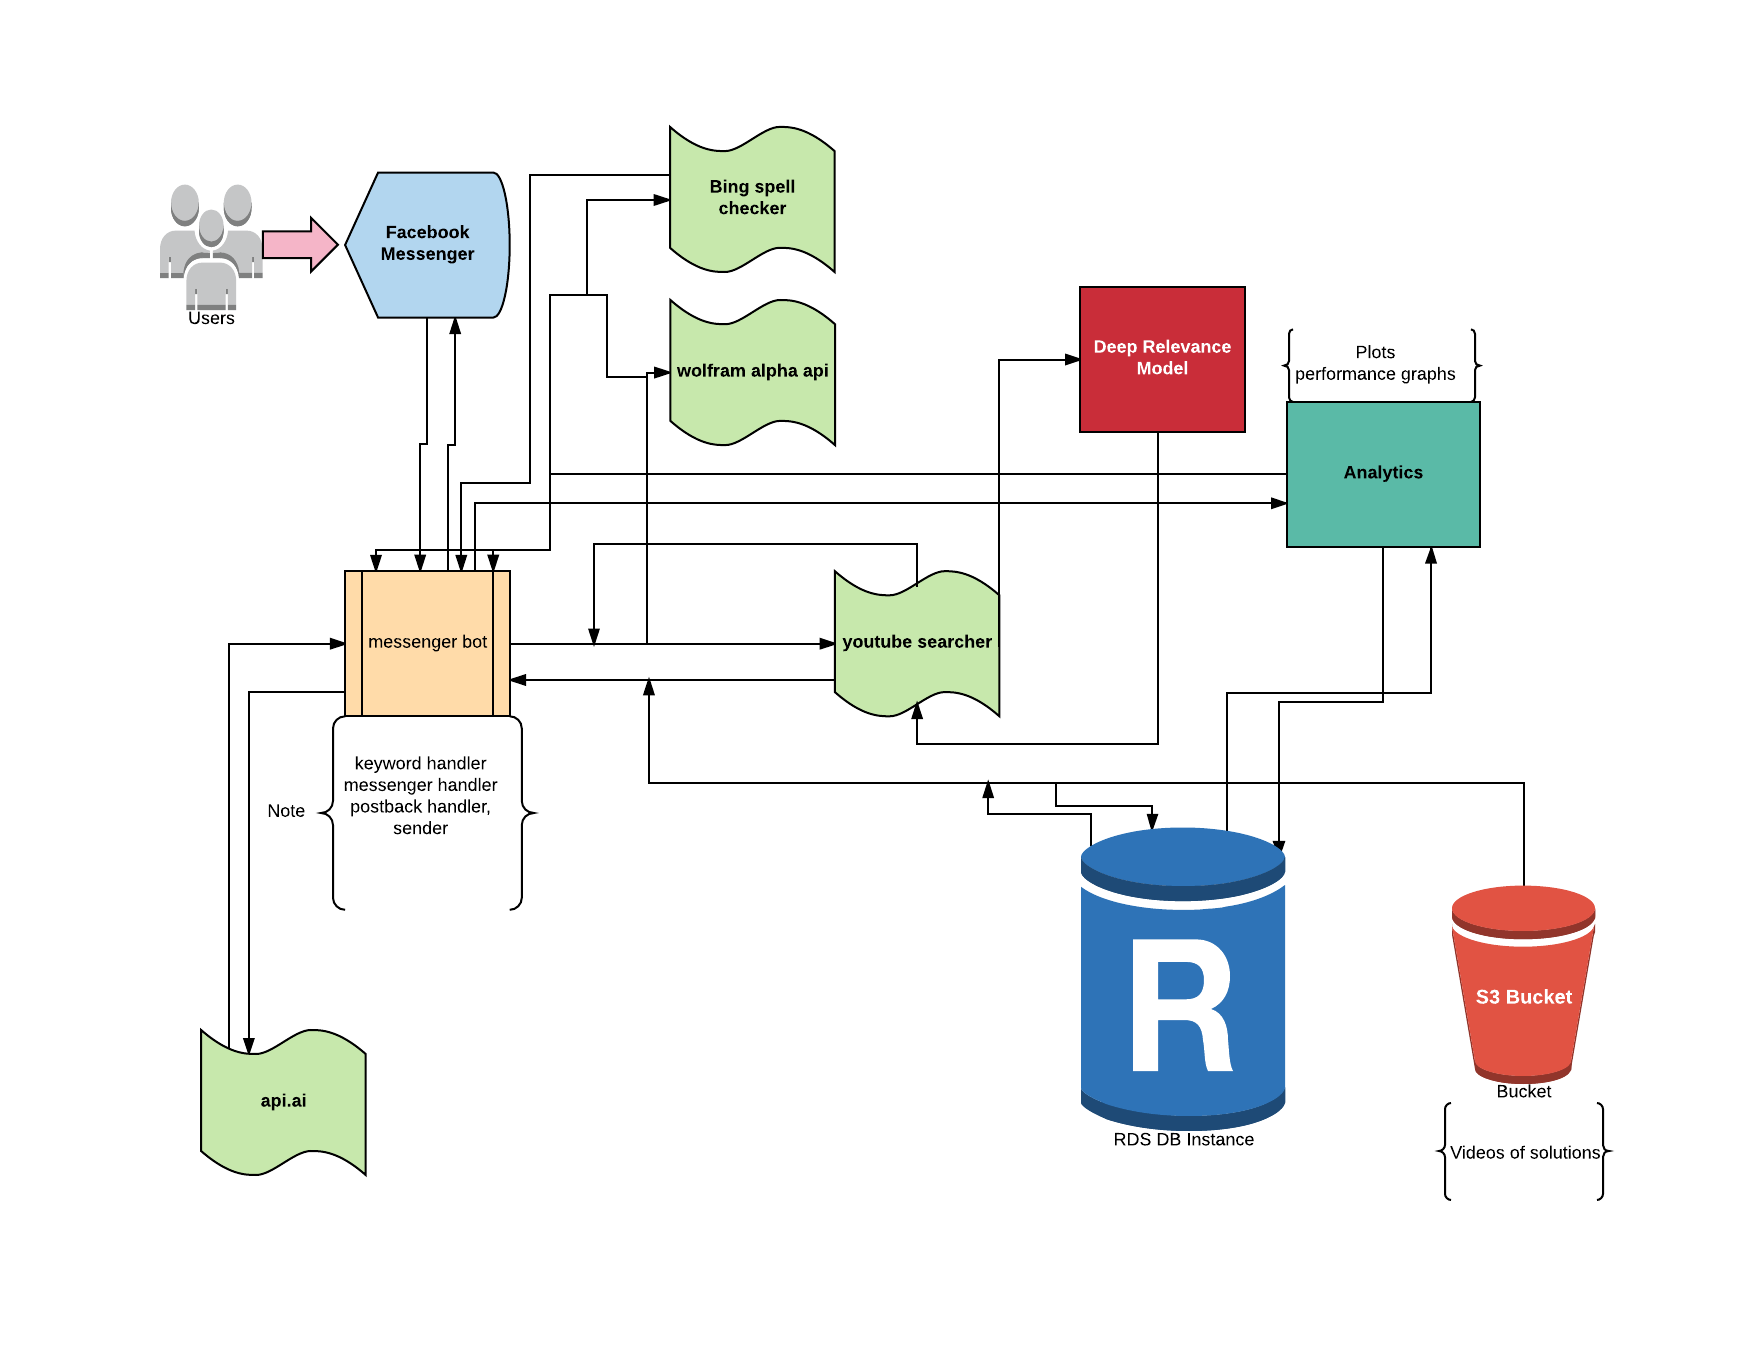 Bing spell
checker
Facebook
Messenger
Users
wolfram alpha api
Deep Relevance
Model
Plots
performance graphs
Analytics
messenger bot
youtube searcher
keyword handler
messenger handler
postback handler,
sender
Note
R
RDS DB Instance
S3 Bucket
Bucket
Videos of solutions
api.ai